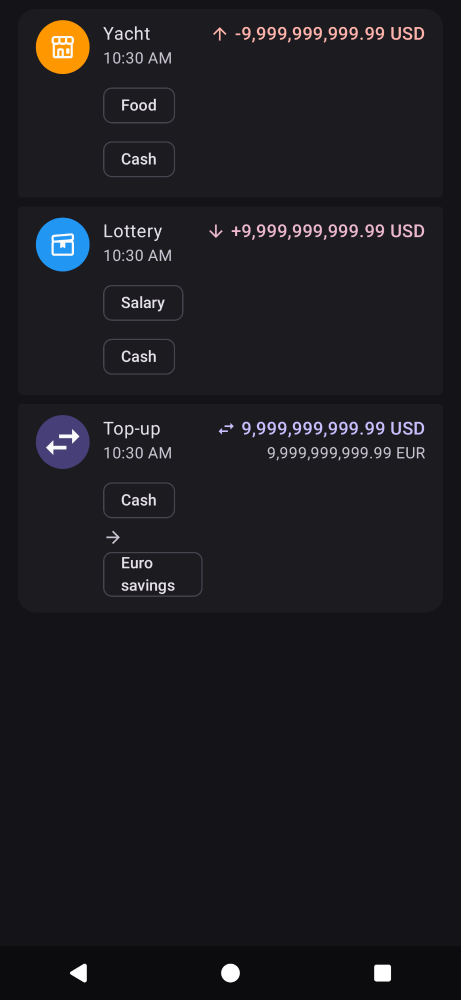 Yacht
-9,999,999,999.99 USD
10:30 AM
Food
Cash
Lottery
+9,999,999,999.99 USD
10:30 AM
Salary
Cash
Top-up
9,999,999,999.99 USD
10:30 AM
9,999,999,999.99 EUR
Cash
Euro
savings